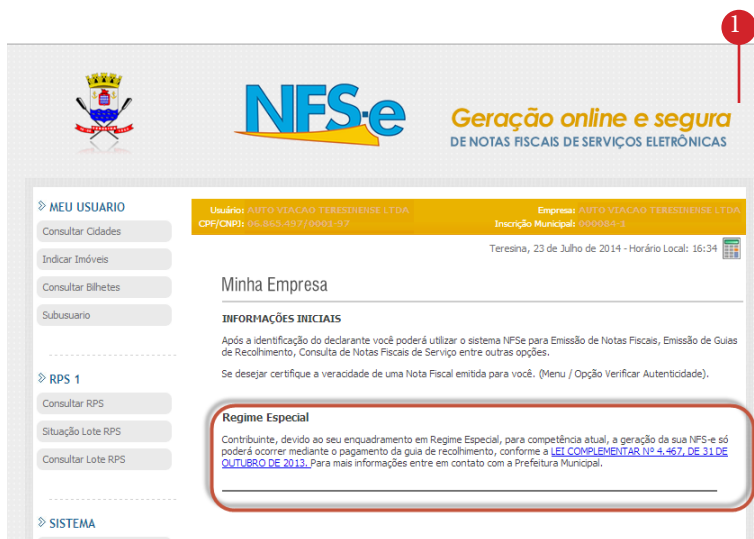 1
NFS-e
Geração online e segura
DE NOTAS FISCAIS DE SERVIÇOS ELETRÔNICAS
MEU USUARIO
Consultar Cidades
Indicar Imóveis
Consultar Bilhetes
Subusuario
RPS 1
Consultar RPS
Situação Lote RPS
Consultar Lote RPS
SISTEMA
Usuário: AUTO VIACAO TERESINENSE LTDA
Empresa: AUTO VIACAO TERESINENSE LTDA
CPF/CNPJ: 06.865.497/0001-97
Inscrição Municipal: 000084-1
Teresina, 23 de Julho de 2014 - Horário Local: 16:34
Minha Empresa
INFORMAÇÕES INICIAIS
Após a identificação do declarante você poderá utilizar o sistema NFSe para Emissão de Notas Fiscais, Emissão de Guias
de Recolhimento, Consulta de Notas Fiscais de Serviço entre outras opções.
Se desejar certifique a veracidade de uma Nota Fiscal emitida para você. (Menu / Opção Verificar Autenticidade).
Regime Especial
Contribuinte, devido ao seu enquadramento em Regime Especial, para competência atual, a geração da sua NFS-e só
poderá ocorrer mediante o pagamento da guia de recolhimento, conforme a LEI COMPLEMENTAR Nº 4.467, DE 31 DE
OUTUBRO DE 2013. Para mais informações entre em contato com a Prefeitura Municipal.